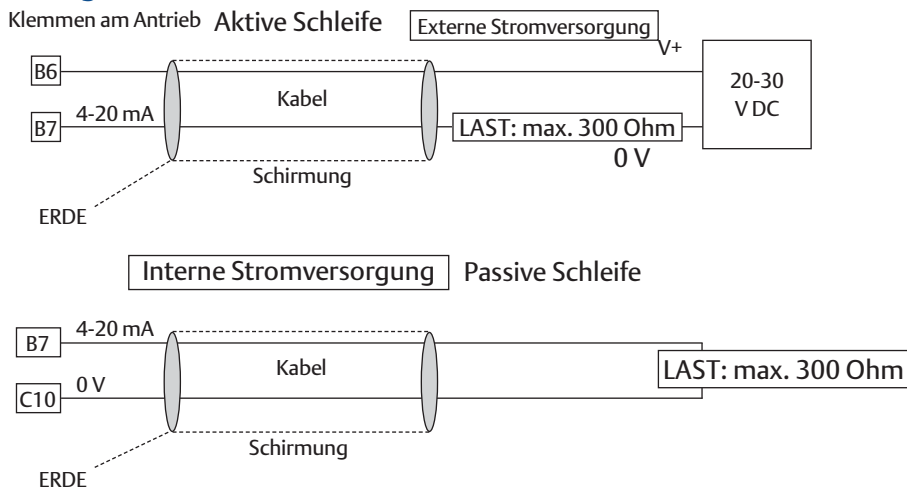 Klemmen am Antrieb Aktive Schleife Externe Stromversorgung
V+
B6
Kabel
20-30
V DC
B7 4-20 mA
LAST: max. 300 Ohm
0 V
Schirmung
ERDE
Interne Stromversorgung Passive Schleife
B7 4-20 mA
Kabel
LAST: max. 300 Ohm
C10 0 V
Schirmung
ERDE